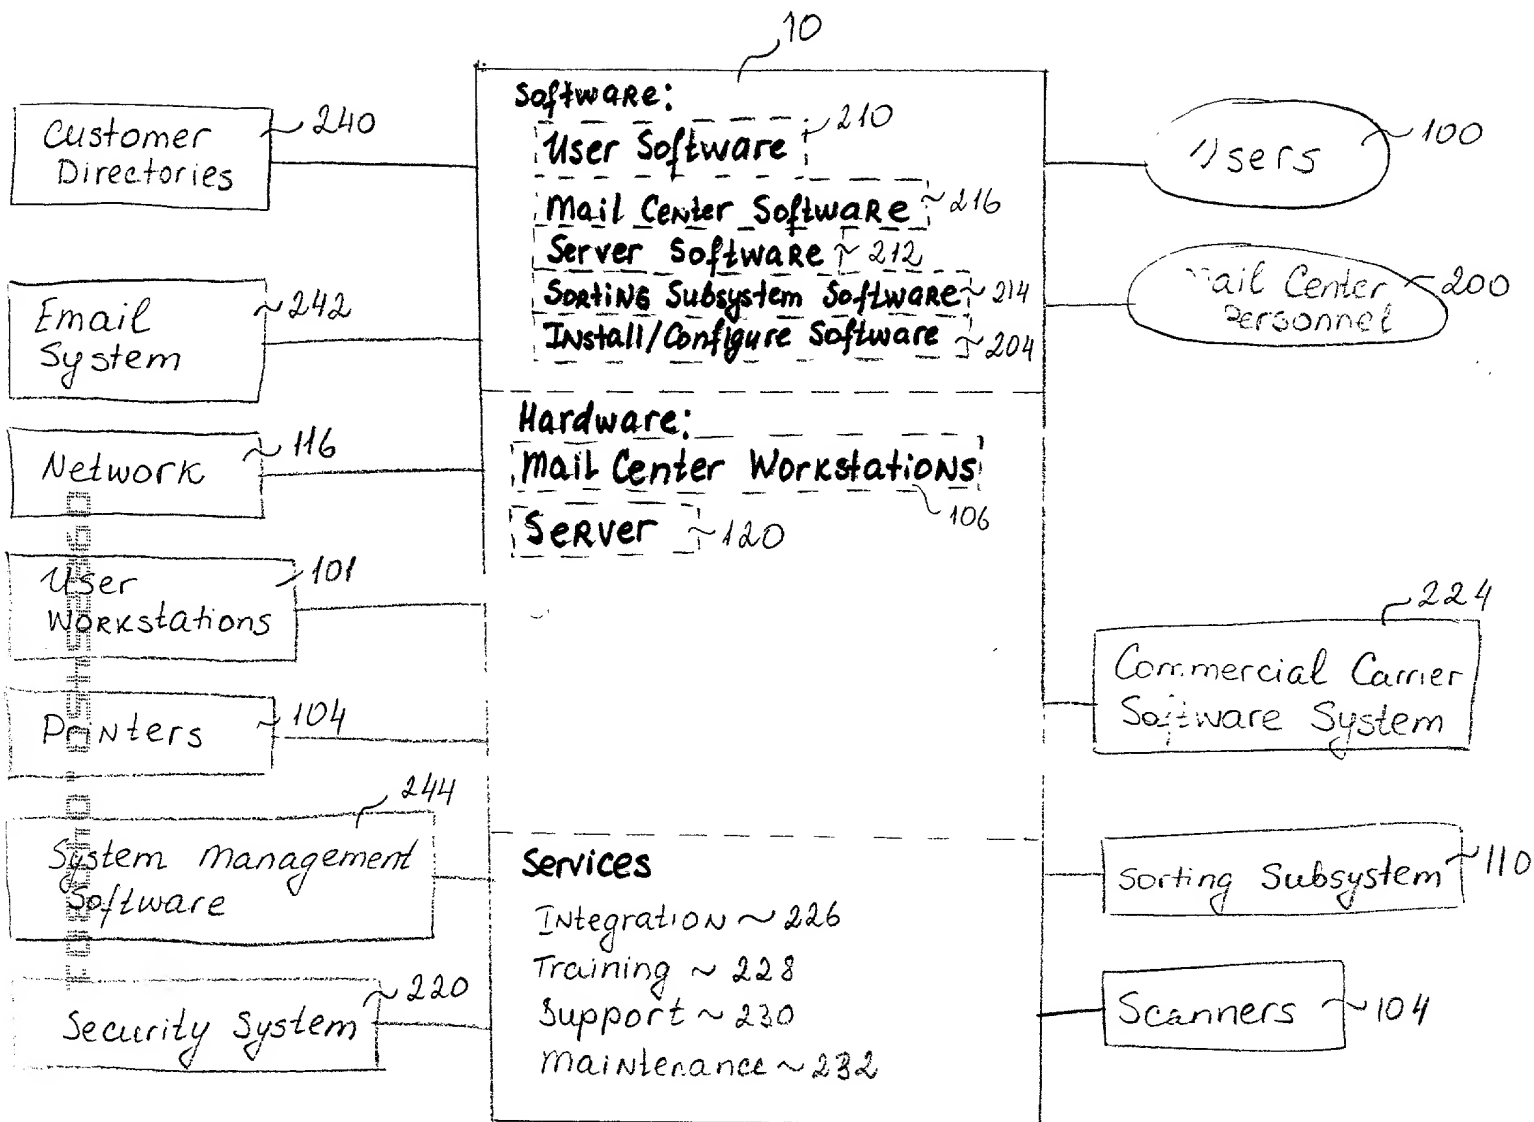 10
Customer
Directories
240
Email
System
242
Network
116
User
Workstations
101
Printers
104
System Management
Software
244
Security System
220
Software:
User Software
210
Mail Center Software
216
Server Software
212
Sorting Subsystem Software
214
Install/Configure Software
204
Hardware:
Mail Center Workstations
106
Server
120
Services
Integration ~ 226
Training ~ 228
Support ~ 230
Maintenance ~ 232
Users
100
Mail Center
Personnel
200
Commercial Carrier
Software System
224
Sorting Subsystem
110
Scanners
104